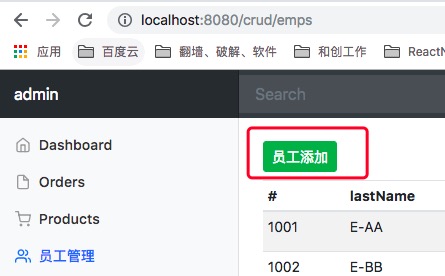 localhost:8080/crud/emps
应用 百度云 翻墙、破解、软件 和创工作 ReactN
admin Search
Dashboard
员工添加
Orders
# lastName
Products
1001 E-AA
员工管理
1002 E-BB